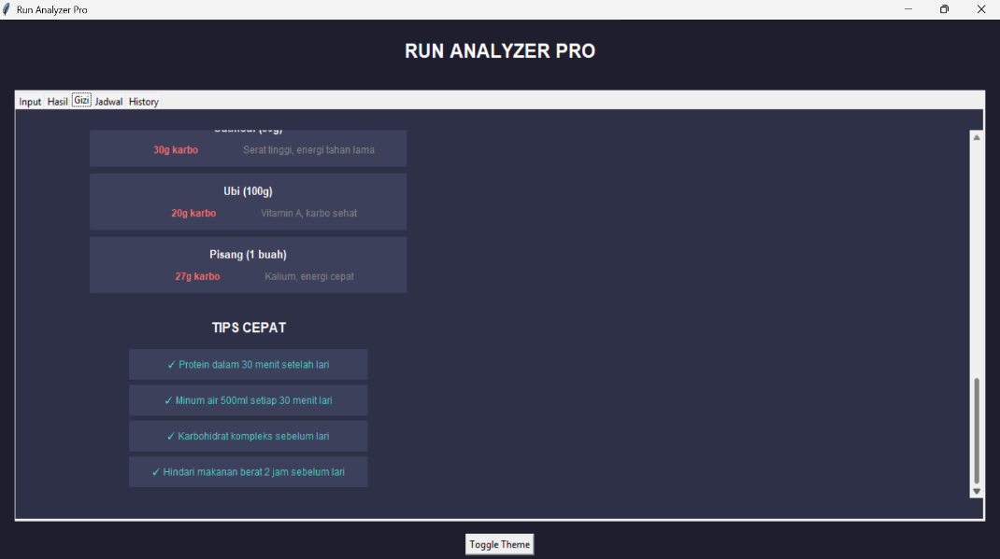 Run Analyzer Pro
RUN ANALYZER PRO
Input Hasil Gizi Jadwal History
30g karbo Serat tinggi, energi tahan lama
Ubi (100g)
20g karbo Vitamin A, karbo sehat
Pisang (1 buah)
27g karbo Kalium, energi cepat
TIPS CEPAT
✓ Protein dalam 30 menit setelah lari
✓ Minum air 500ml setiap 30 menit lari
✓ Karbohidrat kompleks sebelum lari
✓ Hindari makanan berat 2 jam sebelum lari
Toggle Theme